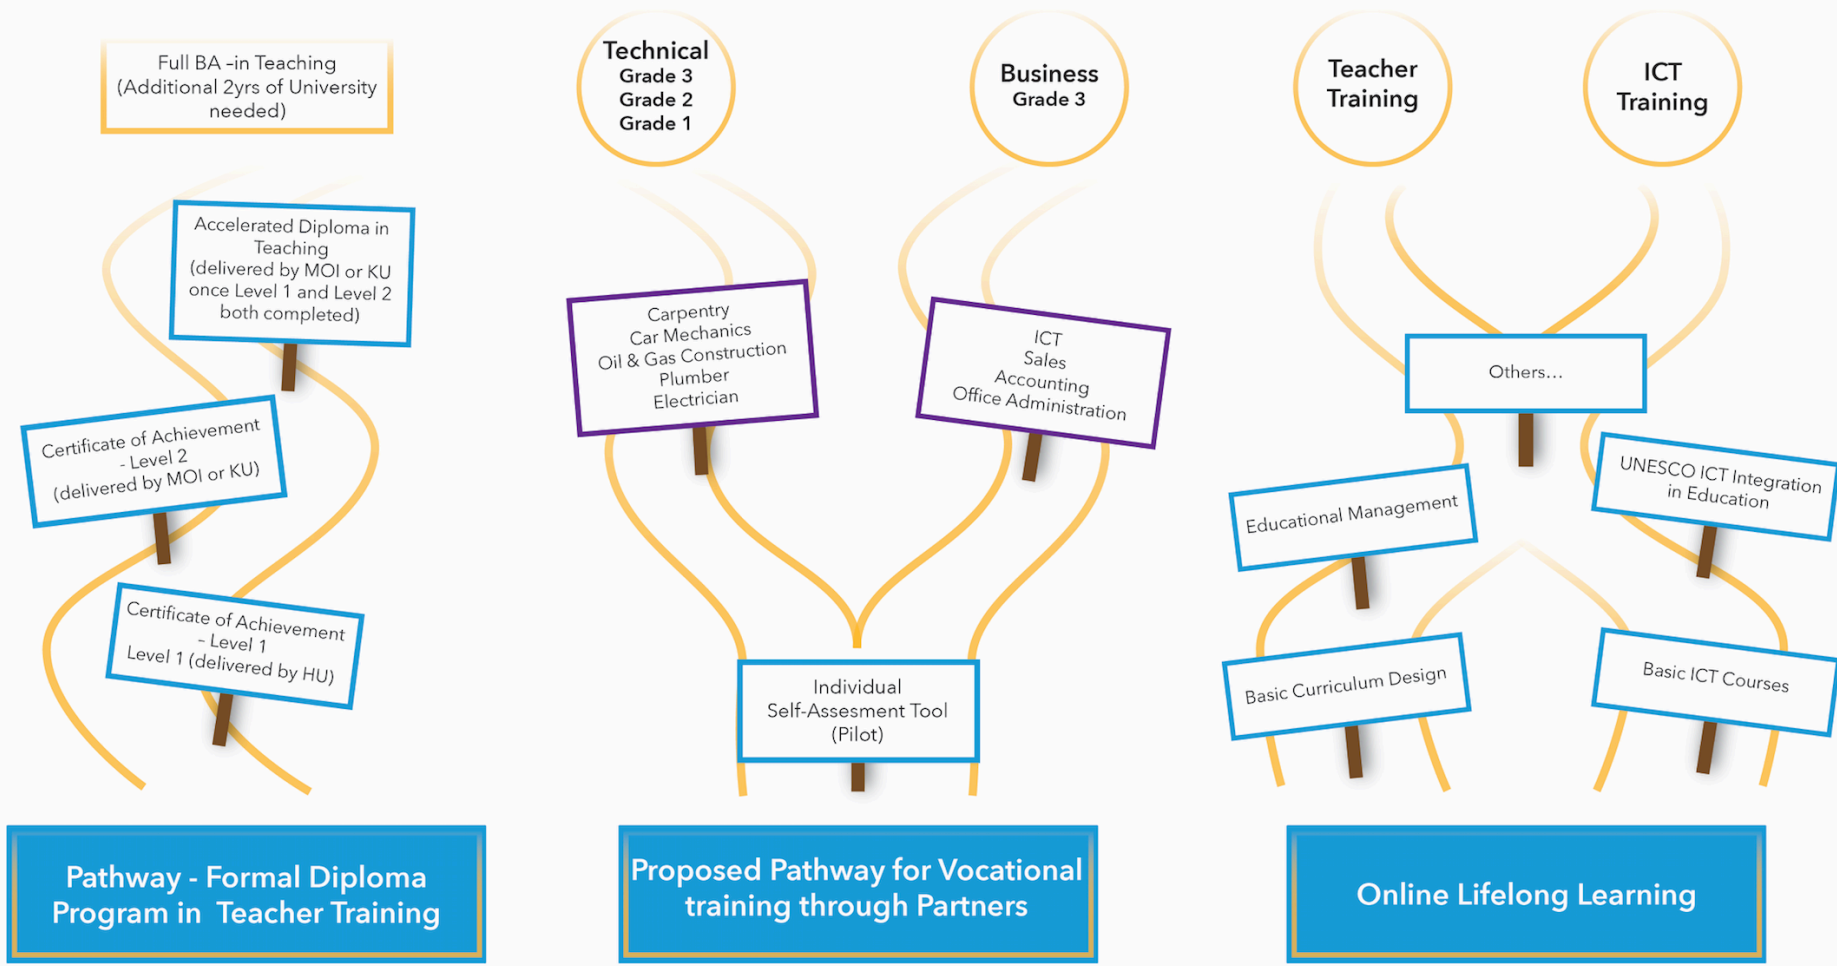 Full BA –in Teaching
(Additional 2yrs of University
needed)
Accelerated Diploma in
Teaching
(delivered by MOI or KU
once Level 1 and Level 2
both completed)
Certificate of Achievement
- Level 2
(delivered by MOI or KU)
Certificate of Achievement
– Level 1
Level 1 (delivered by HU)
Pathway - Formal Diploma
Program in Teacher Training
Technical
Grade 3
Grade 2
Grade 1
Business
Grade 3
Carpentry
Car Mechanics
Oil & Gas Construction
Plumber
Electrician
ICT
Sales
Accounting
Office Administration
Individual
Self-Assesment Tool
(Pilot)
Proposed Pathway for Vocational
training through Partners
Teacher
Training
ICT
Training
Others...
Educational Management
UNESCO ICT Integration
in Education
Basic Curriculum Design
Basic ICT Courses
Online Lifelong Learning